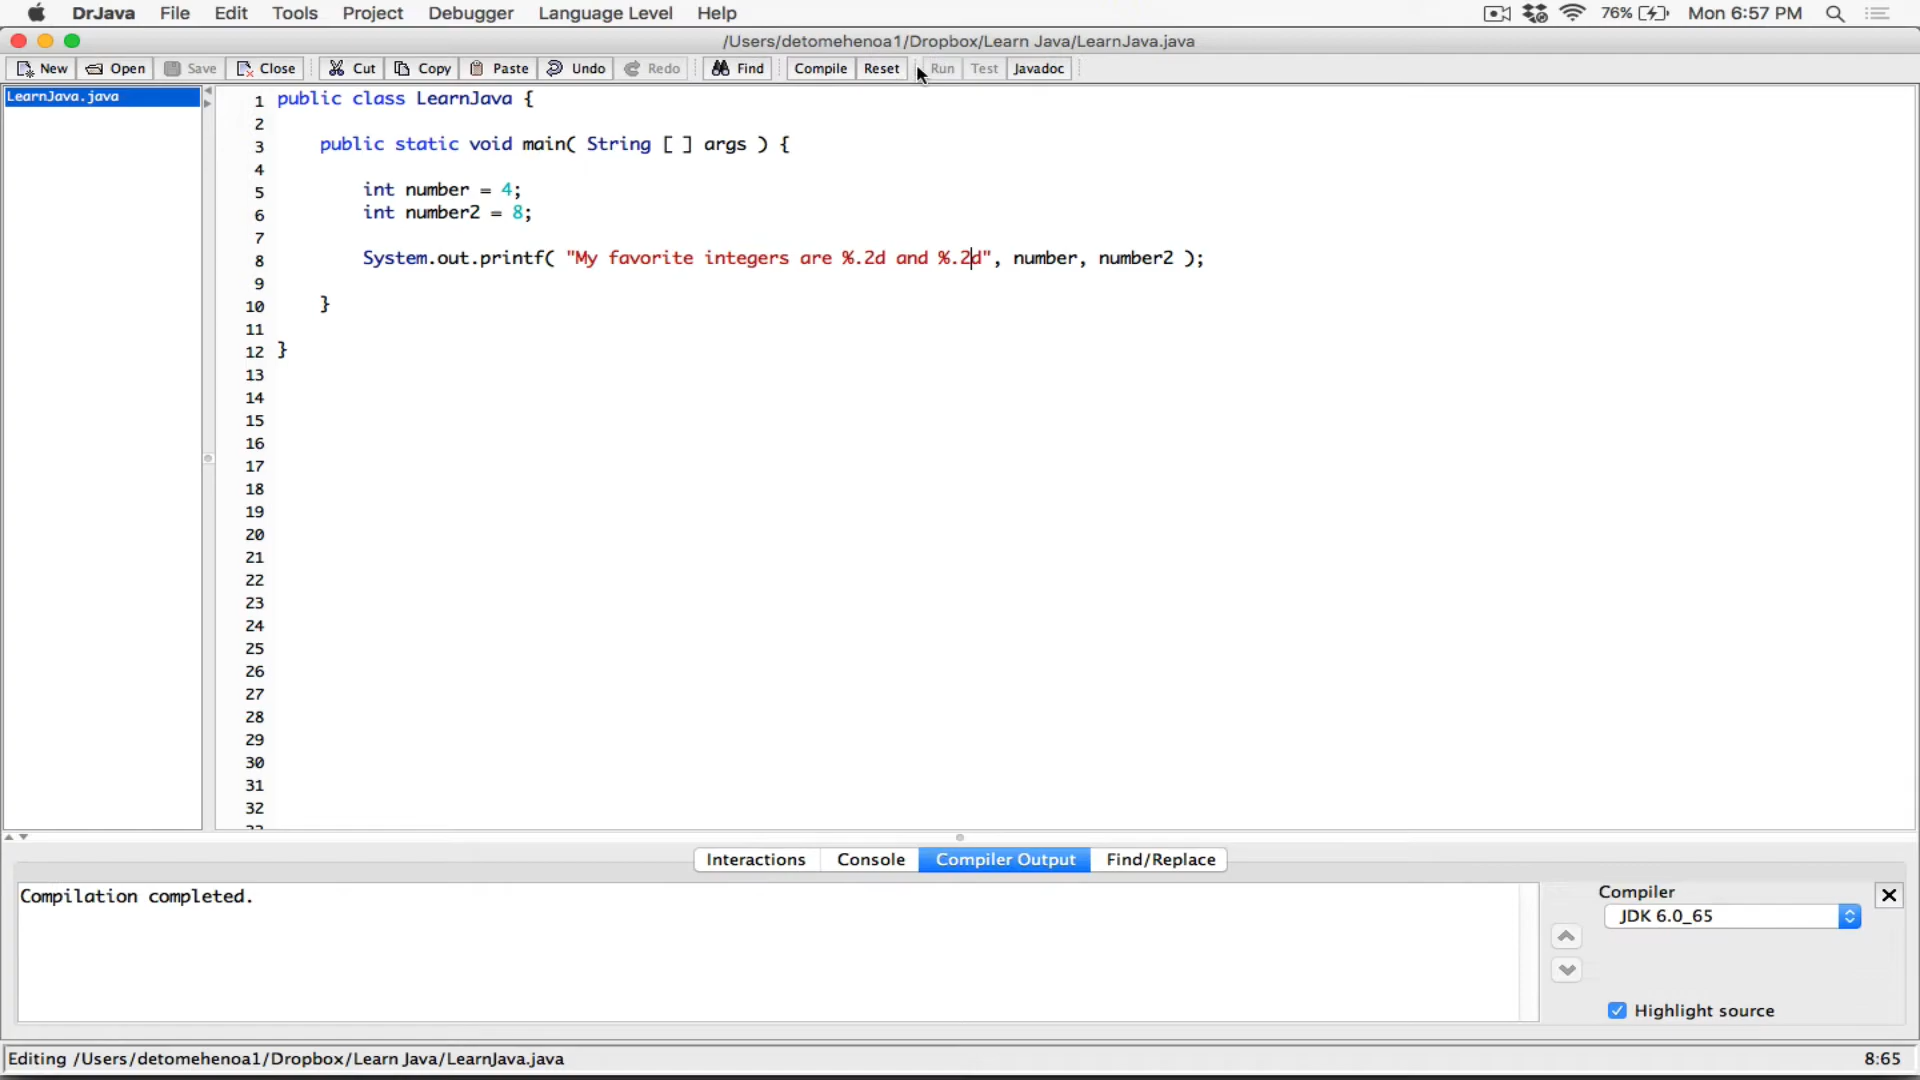 DrJava File Edit Tools Project Debugger Language Level Help 76% Mon 6:57 PM
/Users/detomehenoa1/Dropbox/Learn Java/LearnJava.java
New Open Save Close Cut Copy Paste Undo Redo Find Compile Reset Run Test Javadoc
LearnJava.java
1 public class LearnJava {
2
3 public static void main( String [ ] args ) {
4
5 int number = 4;
6 int number2 = 8;
7
8 System.out.printf( "My favorite integers are %.2d and %.2d", number, number2 );
9
10 }
11
12 }
13
14
15
16
17
18
19
20
21
22
23
24
25
26
27
28
29
30
31
32
Interactions Console Compiler Output Find/Replace
Compilation completed.
Compiler
JDK 6.0_65
Highlight source
Editing /Users/detomehenoa1/Dropbox/Learn Java/LearnJava.java 8:65